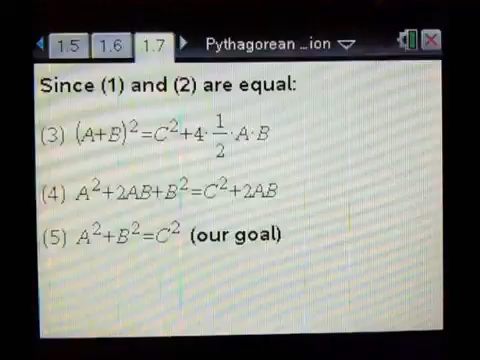 1.5 1.6 1.7 Pythagorean ...ion
Since (1) and (2) are equal:
(3) (A+B)²=C²+4·1/2·A·B
(4) A²+2AB+B²=C²+2AB
(5) A²+B²=C² (our goal)